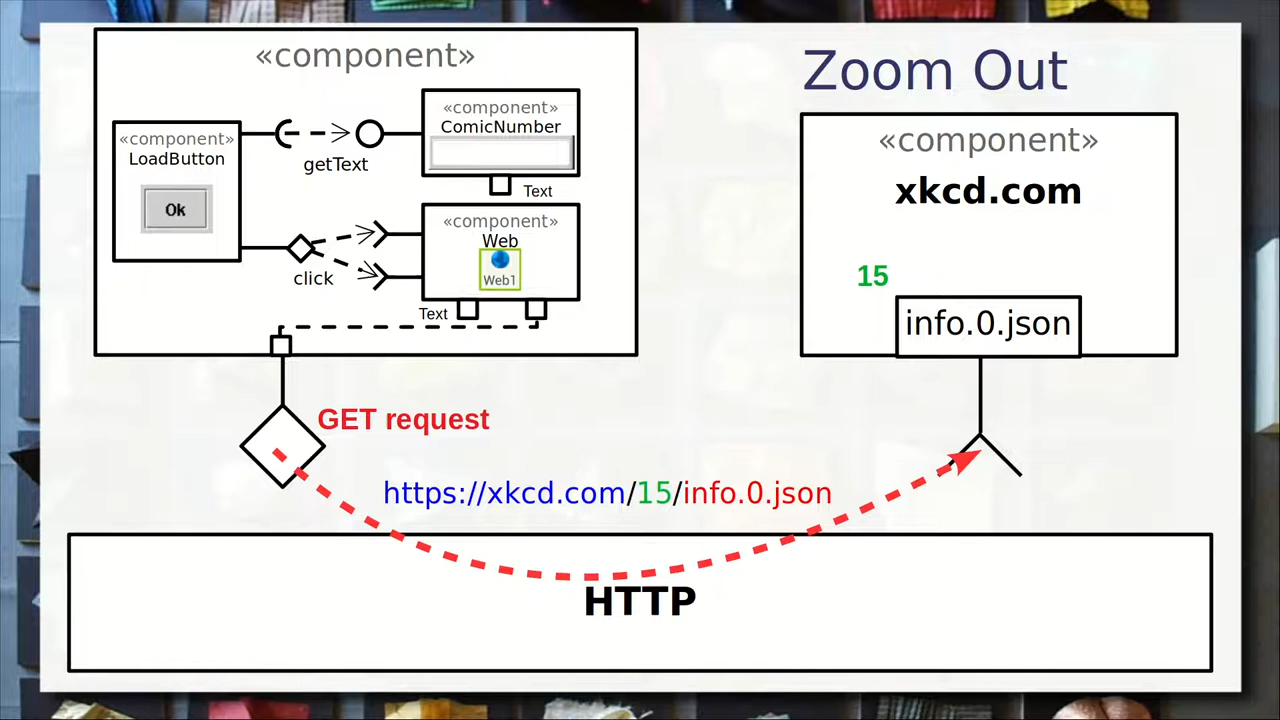 «component»
Zoom Out
«component»
LoadButton
Ok
getText
«component»
ComicNumber
Text
click
«component»
Web
Web1
Text
«component»
xkcd.com
15
info.0.json
GET request
https://xkcd.com/15/info.0.json
HTTP